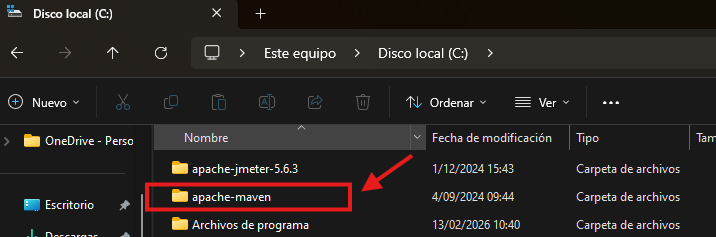 Disco local (C:)
Este equipo Disco local (C:)
Nuevo Ordenar Ver
Nombre Fecha de modificación Tipo
OneDrive - Perso apache-jmeter-5.6.3 1/12/2024 15:43 Carpeta de archivos
Escritorio apache-maven 4/09/2024 09:44 Carpeta de archivos
Archivos de programa 13/02/2026 10:40 Carpeta de archivos